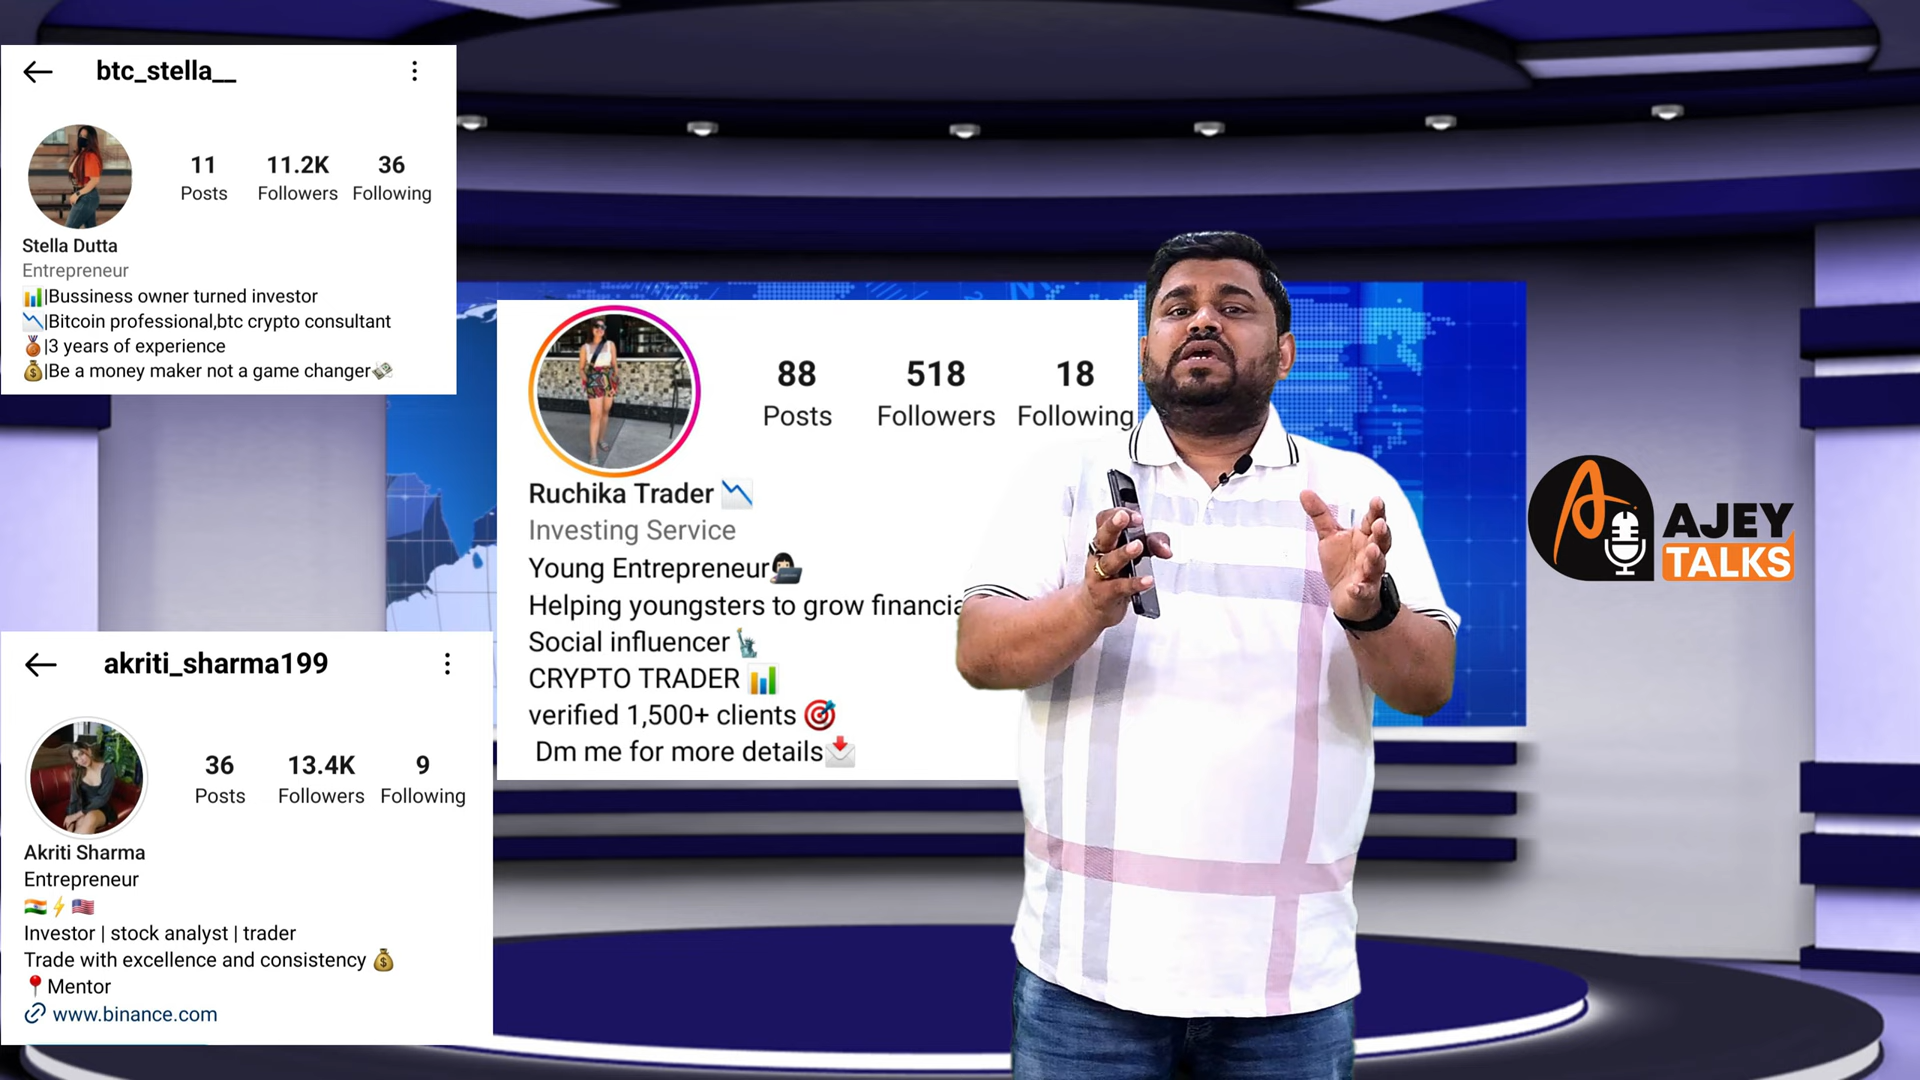 btc_stella__
11 11.2K 36
Posts Followers Following
Stella Dutta
Entrepreneur
|Bussiness owner turned investor
|Bitcoin professional,btc crypto consultant
|3 years of experience
|Be a money maker not a game changer
88 518 18
Posts Followers Following
Ruchika Trader
Investing Service
Young Entrepreneur
Helping youngsters to grow financia
Social influencer
CRYPTO TRADER
verified 1,500+ clients
Dm me for more details
AJEY
TALKS
akriti_sharma199
36 13.4K 9
Posts Followers Following
Akriti Sharma
Entrepreneur
Investor | stock analyst | trader
Trade with excellence and consistency
Mentor
www.binance.com